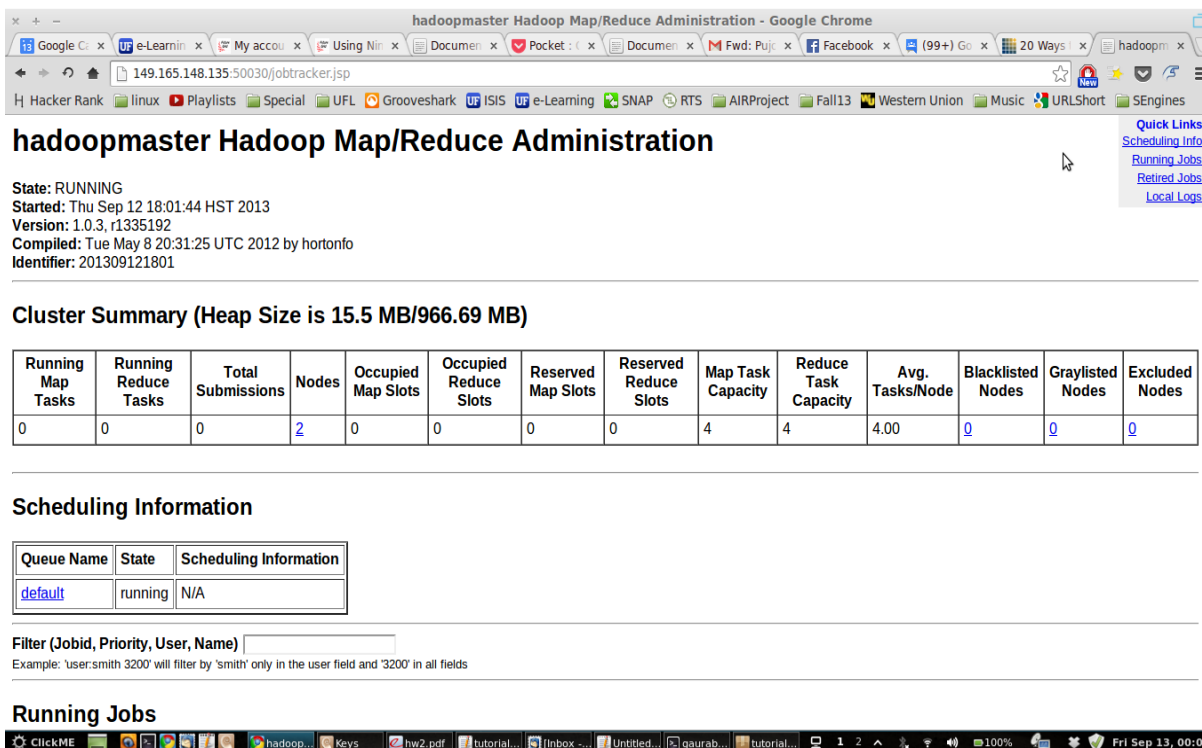 hadoopmaster Hadoop Map/Reduce Administration - Google Chrome
Google Ca e-Learnin My accou Using Nin Documen Pocket : ( Documen Fwd: Pujo Facebook (99+) Go 20 Ways hadoopm
149.165.148.135:50030/jobtracker.jsp New
Hacker Rank linux Playlists Special UFL Grooveshark ISIS e-Learning SNAP RTS AIRProject Fall13 Western Union Music URLShort SEngines
Quick Links
hadoopmaster Hadoop Map/Reduce Administration
Scheduling Info
Running Jobs
Retired Jobs
Local Logs
State: RUNNING
Started: Thu Sep 12 18:01:44 HST 2013
Version: 1.0.3, r1335192
Compiled: Tue May 8 20:31:25 UTC 2012 by hortonfo
Identifier: 201309121801
Cluster Summary (Heap Size is 15.5 MB/966.69 MB)
Running Map Tasks Running Reduce Tasks Total Submissions Nodes Occupied Map Slots Occupied Reduce Slots Reserved Map Slots Reserved Reduce Slots Map Task Capacity Reduce Task Capacity Avg. Tasks/Node Blacklisted Nodes Graylisted Nodes Excluded Nodes
0 0 0 2 0 0 0 0 4 4 4.00 0 0 0
Scheduling Information
Queue Name State Scheduling Information
default running N/A
Filter (Jobid, Priority, User, Name)
Example: 'user:smith 3200' will filter by 'smith' only in the user field and '3200' in all fields
Running Jobs
ClickME hadoop... Keys hw2.pdf tutorial... [Inbox -... Untitled... gaurab... tutorial... 1 2 100% Fri Sep 13, 00:0